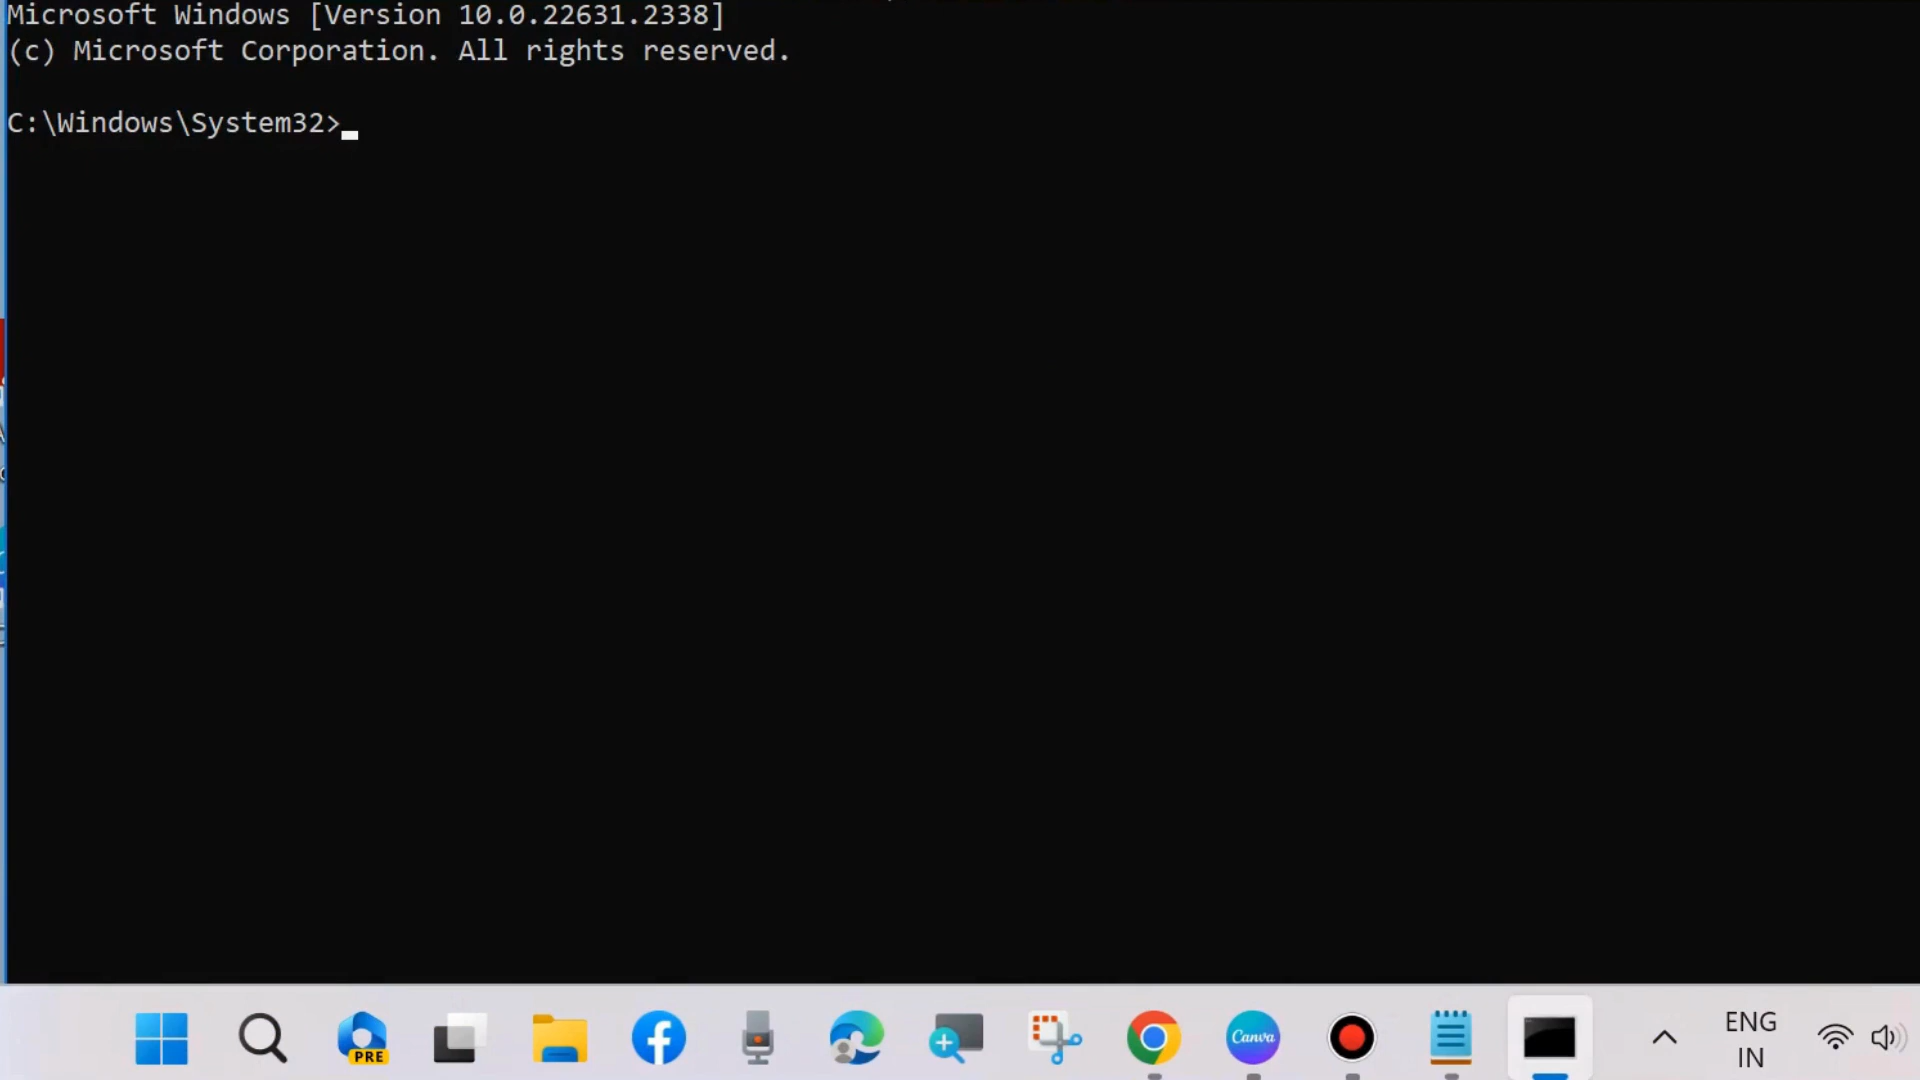 Microsoft Windows [Version 10.0.22631.2338]
(c) Microsoft Corporation. All rights reserved.
C:\Windows\System32>
PRE
Canva
ENG
IN